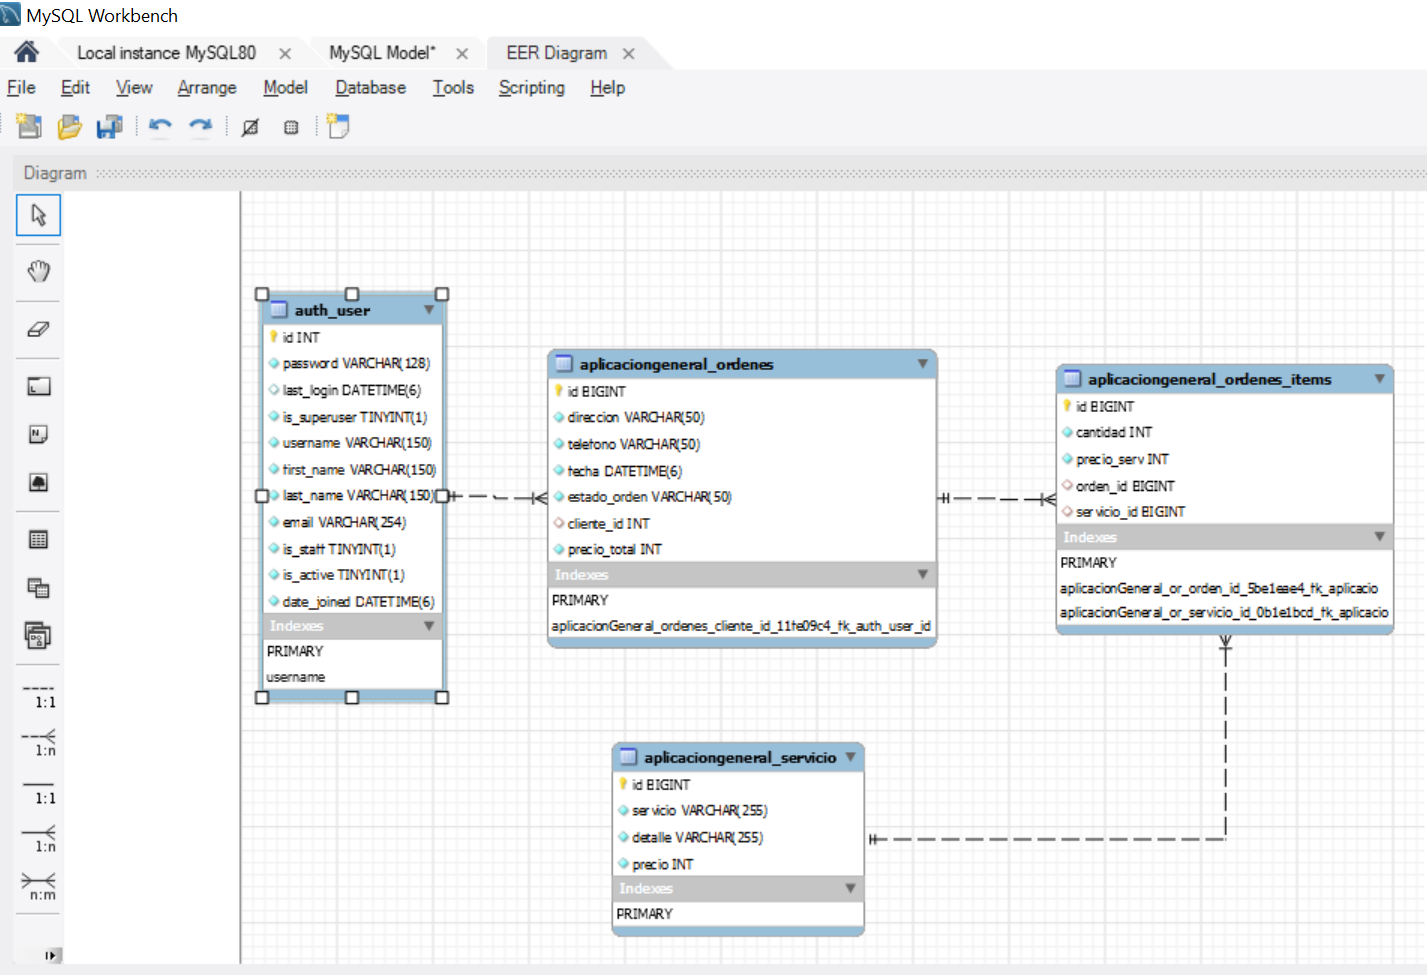 MySQL Workbench
Local instance MySQL80
MySQL Model*
EER Diagram
File Edit View Arrange Model Database Tools Scripting Help
Diagram
auth_user
id INT
password VARCHAR(128)
last_login DATETIME(6)
is_superuser TINYINT(1)
username VARCHAR(150)
first_name VARCHAR(150)
last_name VARCHAR(150)
email VARCHAR(254)
is_staff TINYINT(1)
is_active TINYINT(1)
date_joined DATETIME(6)
Indexes
PRIMARY
username
aplicaciongeneral_ordenes
id BIGINT
direccion VARCHAR(50)
telefono VARCHAR(50)
fecha DATETIME(6)
estado_orden VARCHAR(50)
cliente_id INT
precio_total INT
Indexes
PRIMARY
aplicacionGeneral_ordenes_cliente_id_11fe09c4_fk_auth_user_id
aplicaciongeneral_ordenes_items
id BIGINT
cantidad INT
precio_serv INT
orden_id BIGINT
servicio_id BIGINT
Indexes
PRIMARY
aplicacionGeneral_or_orden_id_5be1eae4_fk_aplicacio
aplicacionGeneral_or_servicio_id_0b1e1bcd_fk_aplicacio
aplicaciongeneral_servicio
id BIGINT
servicio VARCHAR(255)
detalle VARCHAR(255)
precio INT
Indexes
PRIMARY
1:1
1:n
1:1
1:n
n:m